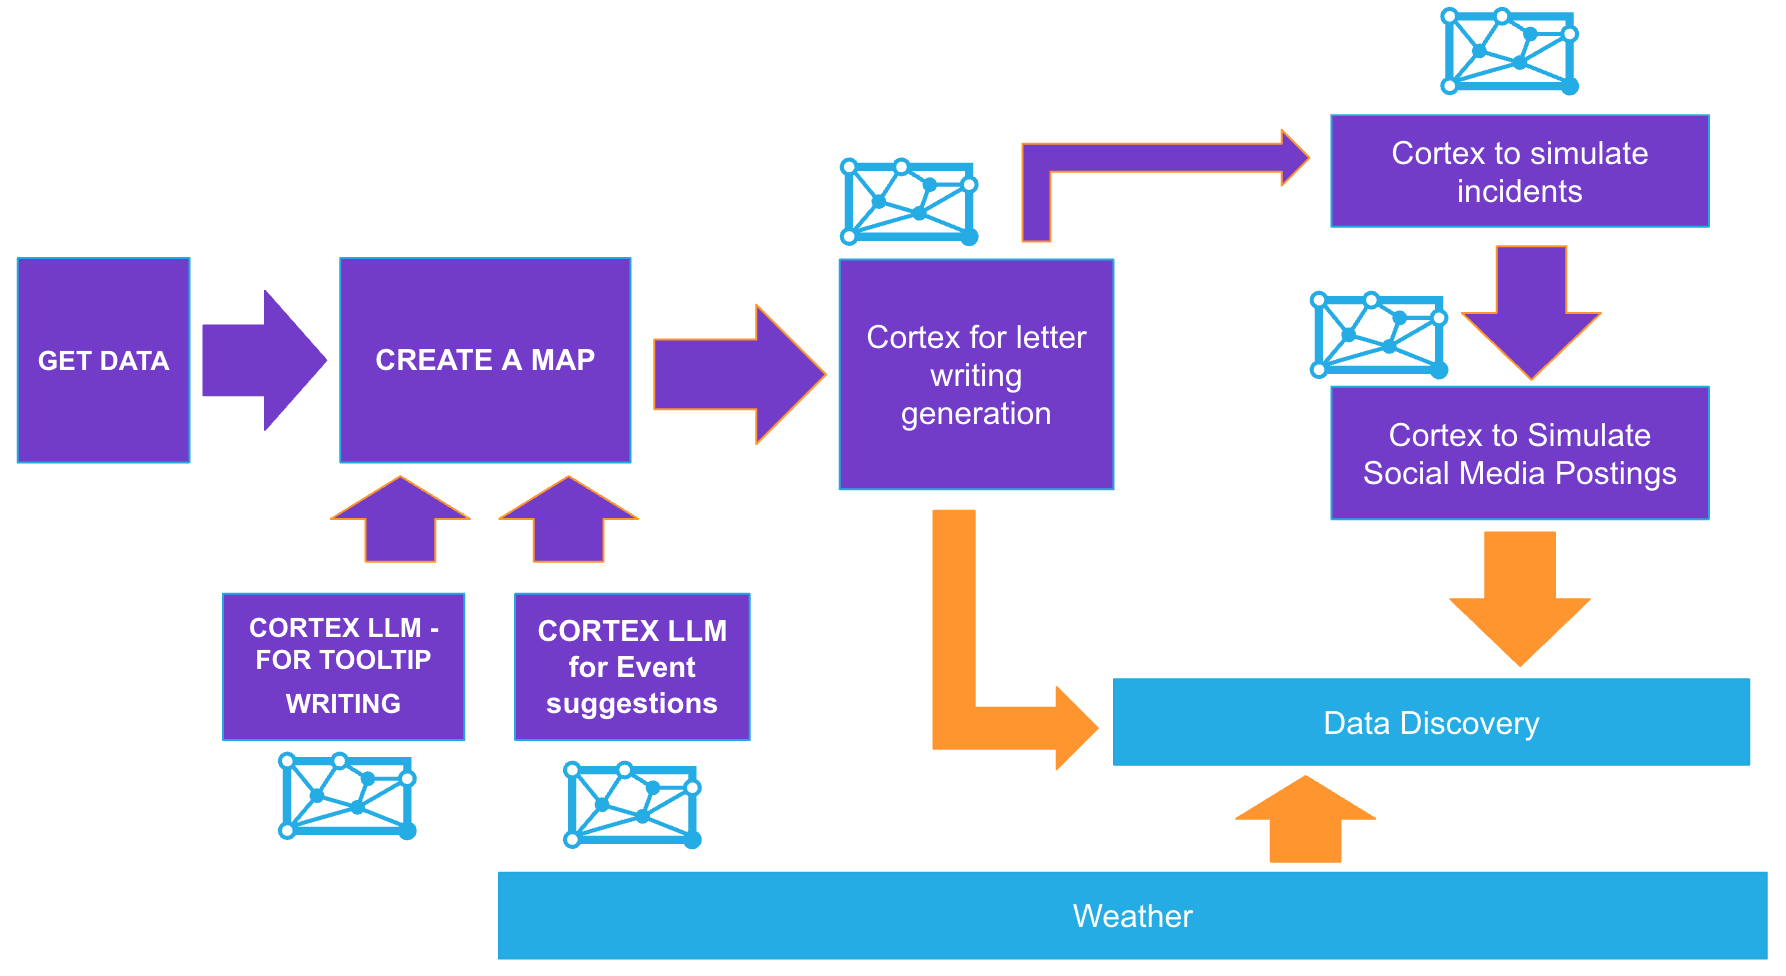 Cortex to simulate
incidents
GET DATA
CREATE A MAP
Cortex for letter
writing
generation
Cortex to Simulate
Social Media Postings
CORTEX LLM -
FOR TOOLTIP
WRITING
CORTEX LLM
for Event
suggestions
Data Discovery
Weather